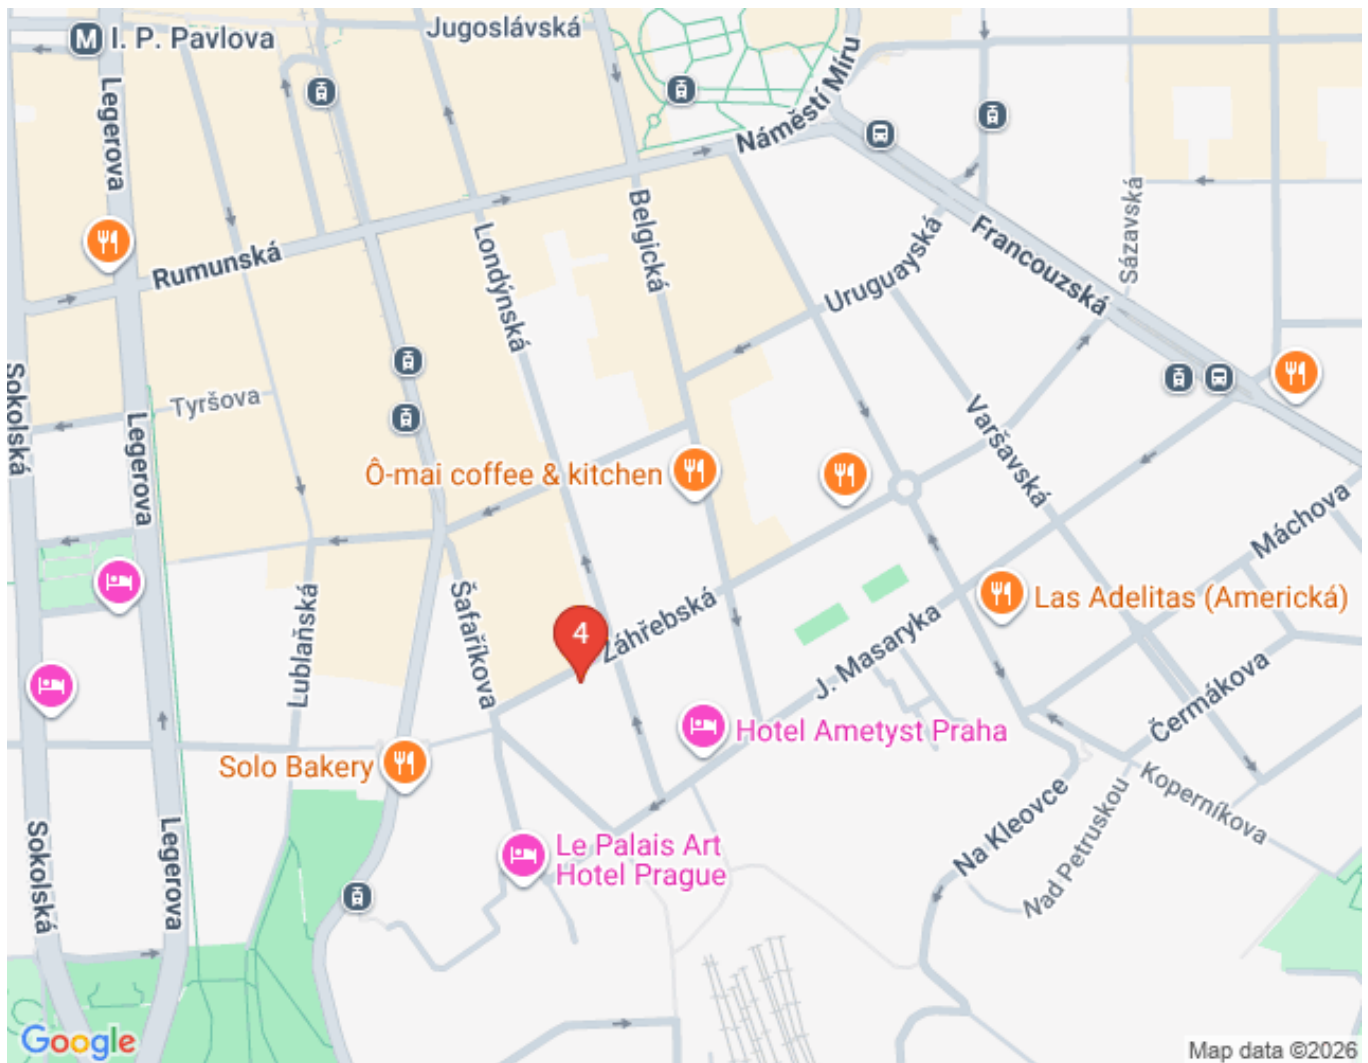 Jugoslávská
M I. P. Pavlova
Náměstí Míru
Legerova
Belgická
Sázavská
Francouzská
Uruguayská
Londýnská
Rumunská
Sokolská
Tyršova
Legerova
Varšavská
Ô-mai coffee & kitchen
Máchova
Lublaňská
Šafaříkova
Záhřebská
4
J. Masaryka
Las Adelitas (Americká)
Čermákova
Hotel Ametyst Praha
Solo Bakery
Koperníkova
Na Kleovce
Nad Petruskou
Sokolská
Legerova
Le Palais Art
Hotel Prague
Google
Map data ©2026